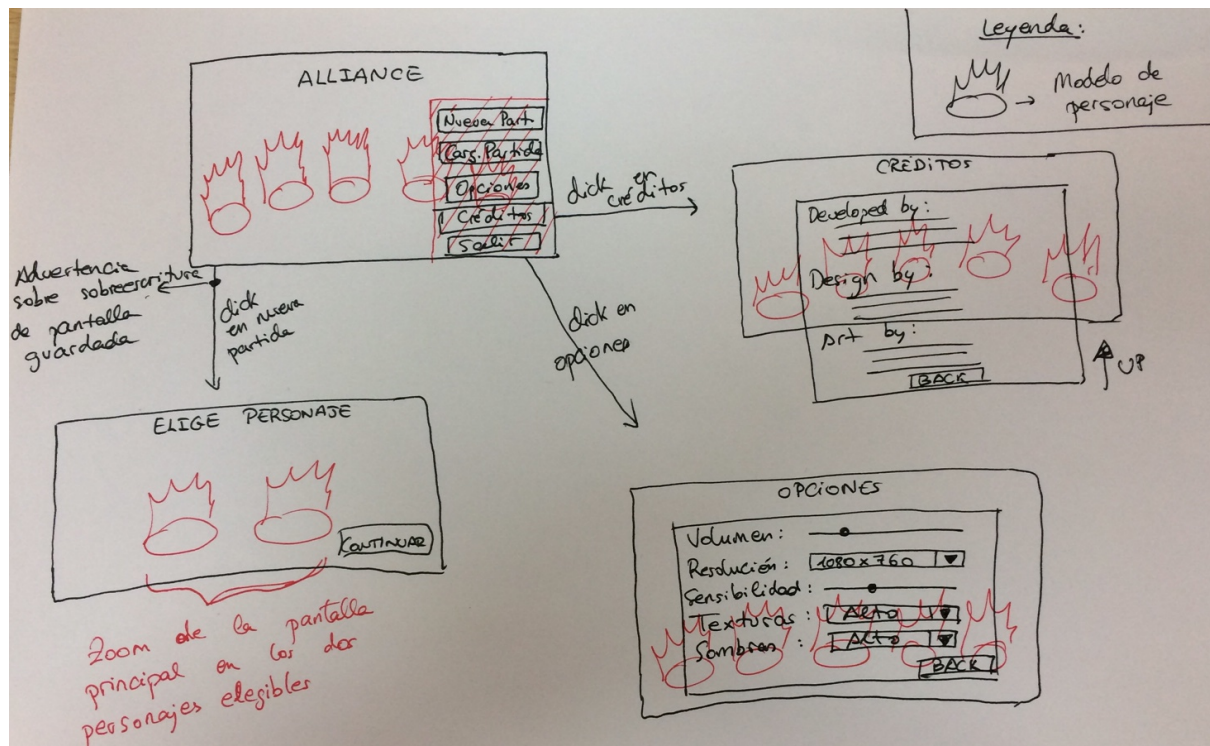 Leyenda:
Modelo de
personaje
ALLIANCE
Nueva Part.
Carg. Partida
Opciones
Créditos
Salir
click en
créditos
CRÉDITOS
Developed by:
Design by:
Art by:
BACK
UP
Advertencia
sobre sobreescritura
de pantalla
guardada
click
en nueva
partida
click en
opciones
ELIGE PERSONAJE
CONTINUAR
Zoom de la pantalla
principal en los dos
personajes elegibles
OPCIONES
Volumen:
Resolución: 1080x760
Sensibilidad:
Texturas: Alto
Sombras: Alto
BACK